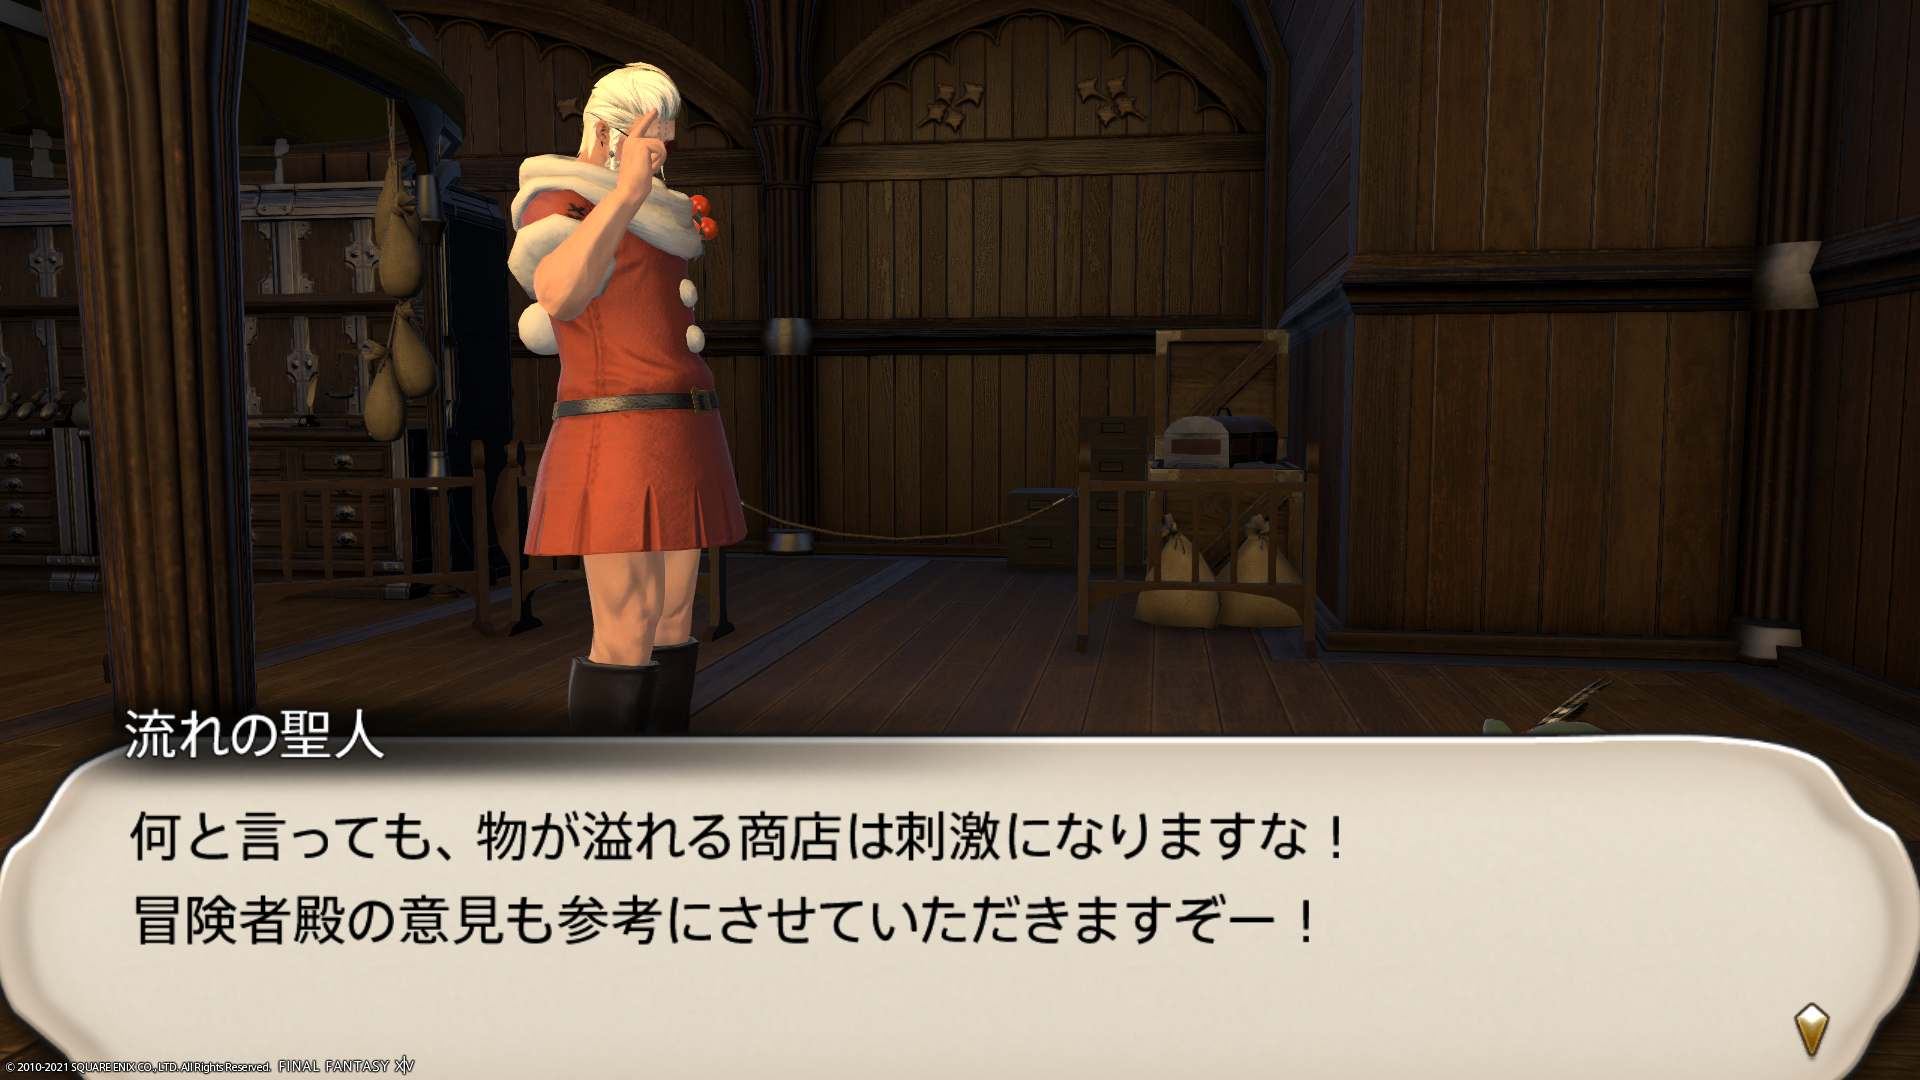 流れの聖人
何と言っても、物が溢れる商店は刺激になりますな！
冒険者殿の意見も参考にさせていただきますぞー！
© 2010-2021 SQUARE ENIX CO., LTD. All Rights Reserved. FINAL FANTASY XIV